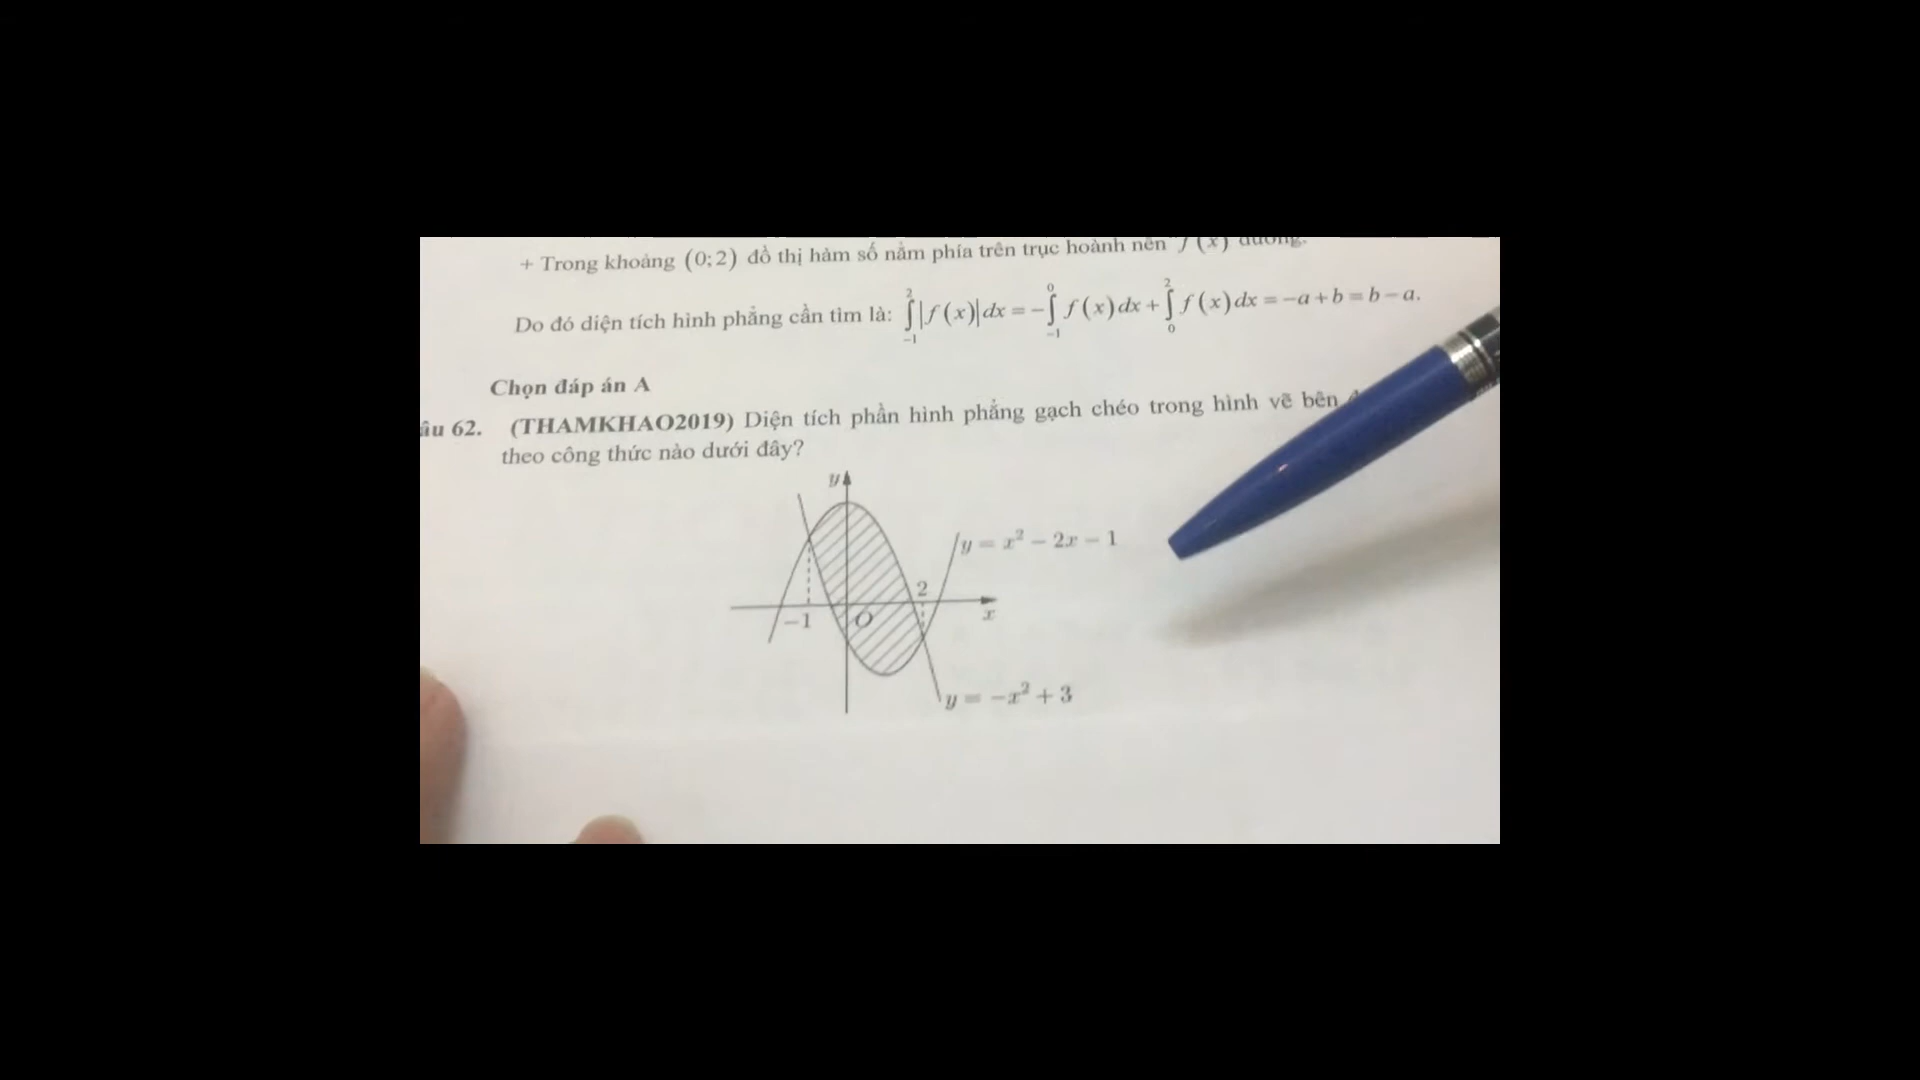 + Trong khoảng (0;2) đồ thị hàm số nằm phía trên trục hoành nên f(x) dương.
Do đó diện tích hình phẳng cần tìm là: ∫_{-1}^{2}|f(x)|dx = -∫_{-1}^{0} f(x)dx + ∫_{0}^{2} f(x)dx = -a+b = b-a.
Chọn đáp án A
âu 62. (THAMKHAO2019) Diện tích phần hình phẳng gạch chéo trong hình vẽ bên
theo công thức nào dưới đây?
y
y = x² − 2x − 1
2
−1
O
x
y = −x² + 3